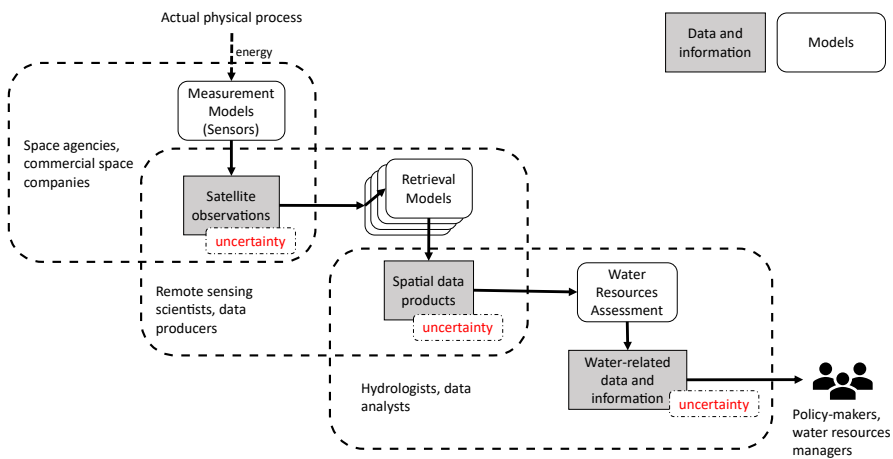 Actual physical process
energy
Data and
information
Models
Measurement
Models
(Sensors)
Space agencies,
commercial space
companies
Satellite
observations
uncertainty
Retrieval
Models
Remote sensing
scientists, data
producers
Spatial data
products
uncertainty
Water
Resources
Assessment
Hydrologists, data
analysts
Water-related
data and
information
uncertainty
Policy-makers,
water resources
managers